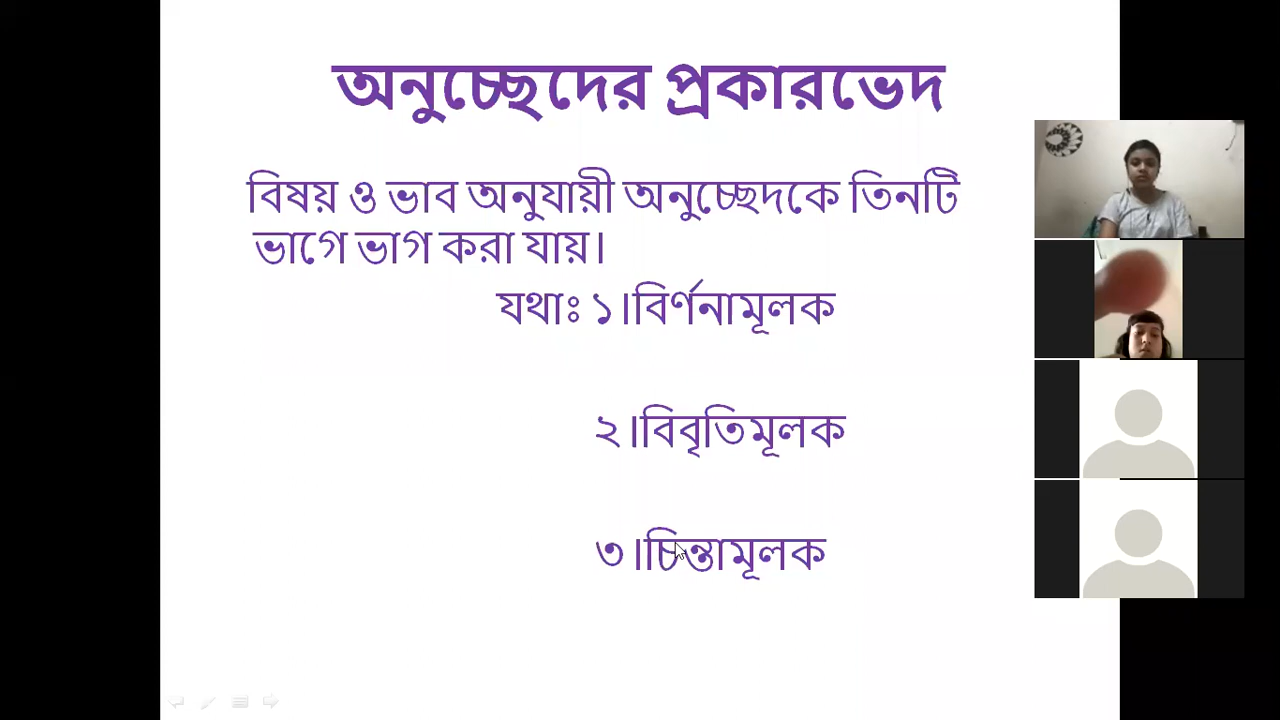 অনুচ্ছেদের প্রকারভেদ
বিষয় ও ভাব অনুযায়ী অনুচ্ছেদকে তিনটি
ভাগে ভাগ করা যায়।
যথাঃ ১।বির্ণনামূলক
২।বিবৃতিমূলক
৩।চিন্তামূলক